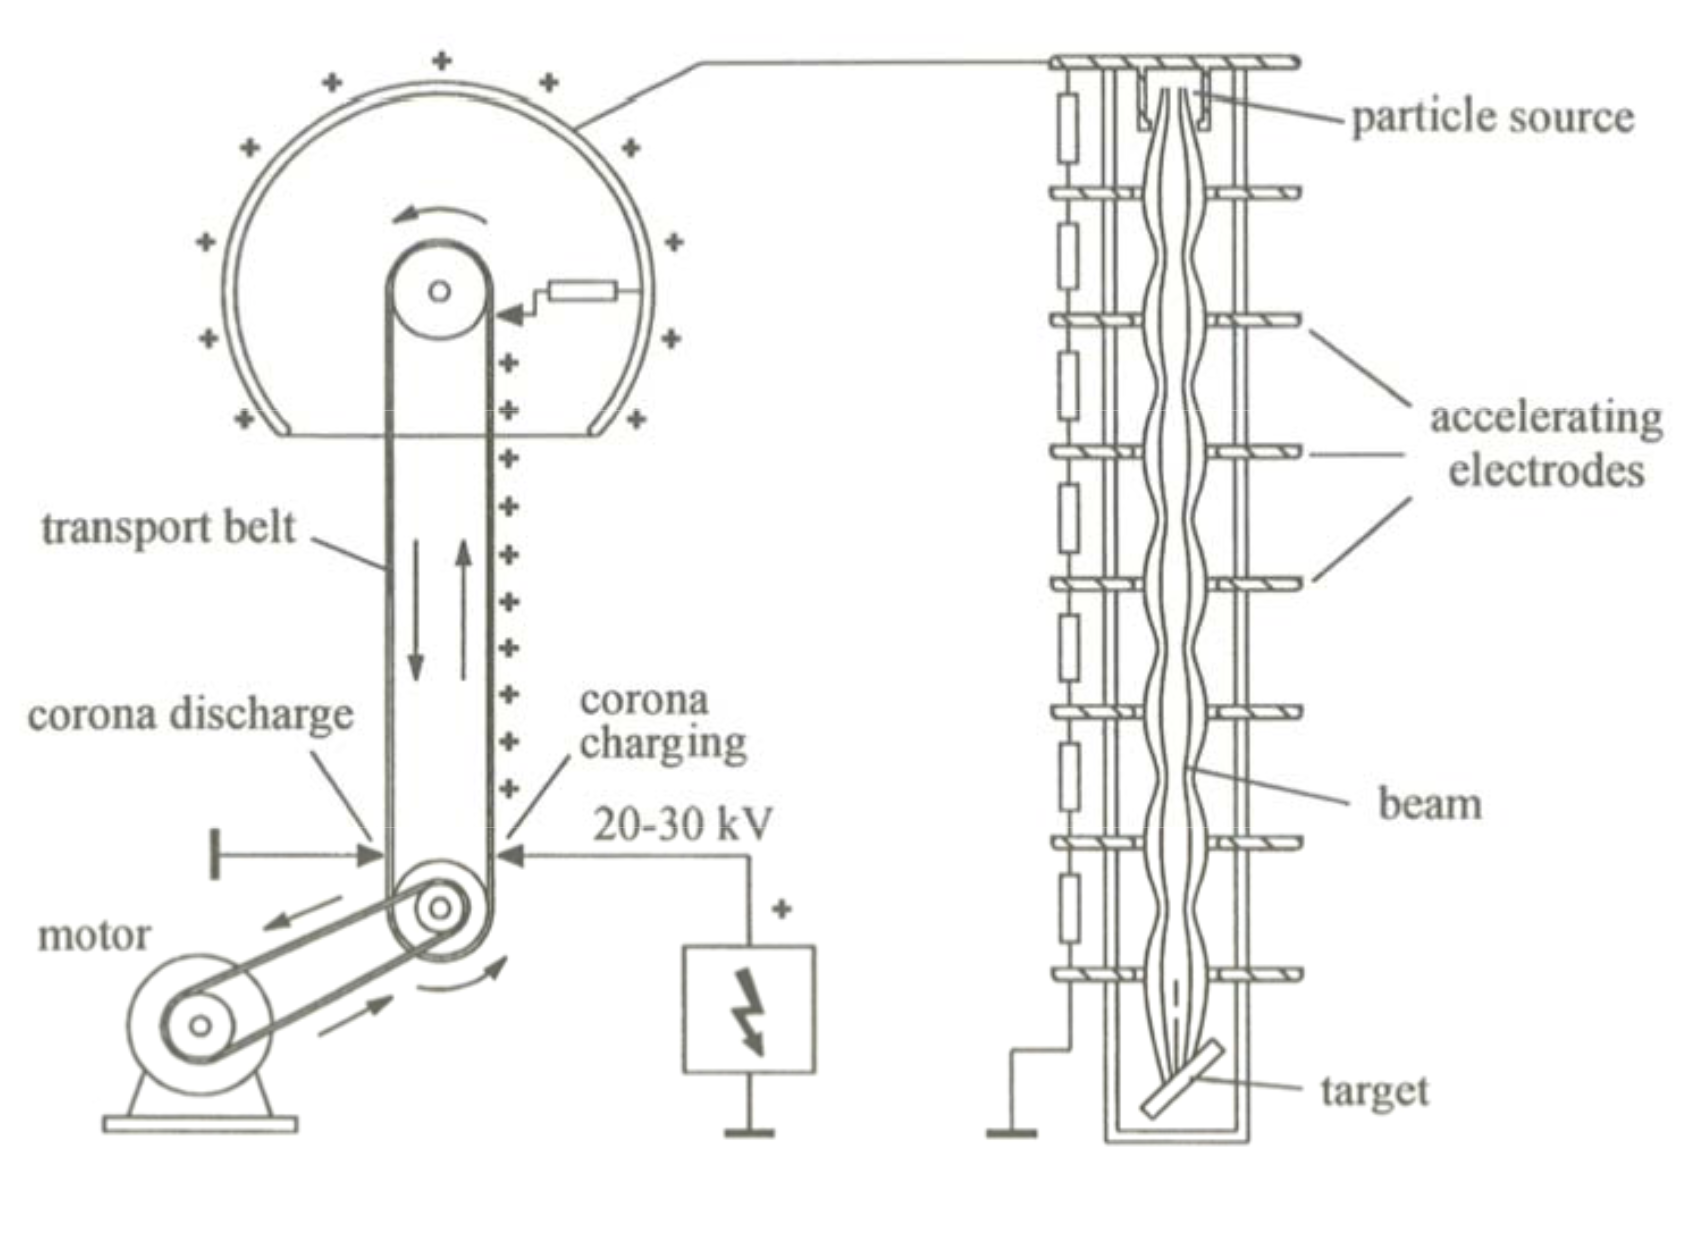 particle source
accelerating
electrodes
transport belt
corona discharge
corona
charging
20-30 kV
motor
beam
target